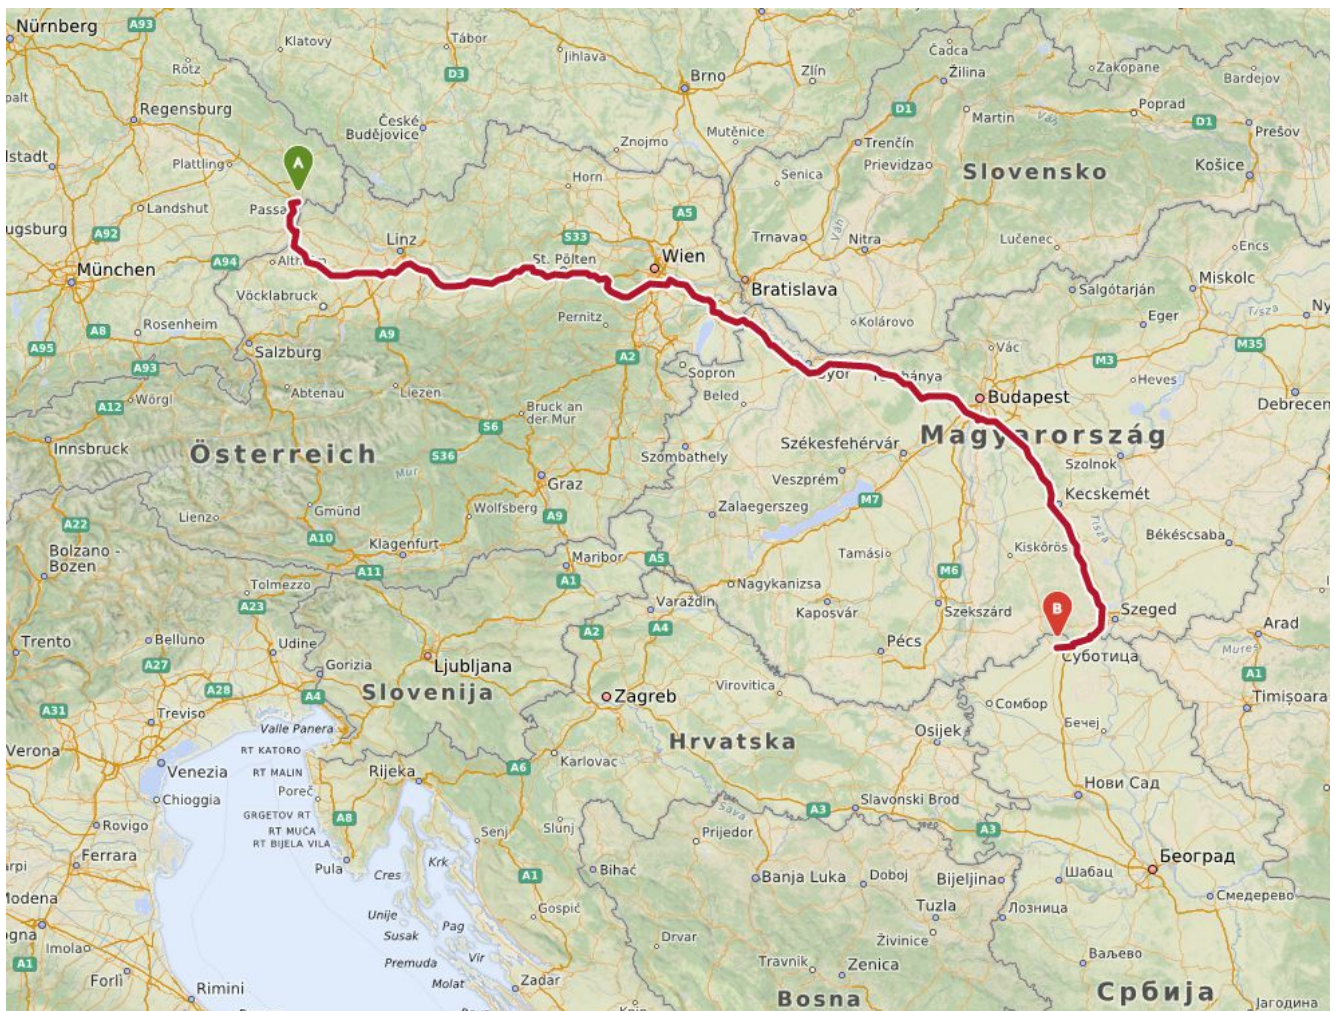 Nürnberg
A93
Klatovy
Tábor
Jihlava
Rötz
D3
Brno
Zlín
Čadca
Žilina
Zakopane
Bardejov
Regensburg
České
Budějovice
Mutěnice
D1
Martin
Váh
Poprad
D1
Prešov
Znojmo
Trenčín
Plattling
A
Prievidza
Košice
Slovensko
Horn
Senica
Landshut
A5
A92
S33
Trnava
Váh
Nitra
Lučenec
Encs
Linz
Wien
St. Pölten
A94
München
Bratislava
Salgótarján
Miskolc
Vöcklabruck
Pernitz
Kolárovo
Eger
Tisza
A8
Rosenheim
A9
A95
Salzburg
A2
Vác
M3
M35
A93
Sopron
Heves
Abtenau
Liezen
Beled
Budapest
Debrecen
A12
Wörgl
Bruck an
der Mur
S6
Innsbruck
Österreich
S36
Székesfehérvár
Magyarország
Szombathely
Szolnok
Mur
Graz
Veszprém
Kecskemét
Zalaegerszeg
M7
Lienz
Gmünd
Wolfsberg
A9
A22
A10
Tisza
Békéscsaba
Bolzano -
Bozen
Klagenfurt
Maribor
A5
Tamási
Kiskőrös
A11
A1
M6
Tolmezzo
Nagykanizsa
A23
Varaždin
Kaposvár
Szekszárd
B
Szeged
Trento
Belluno
Udine
A2
A4
Pécs
Arad
A27
Gorizia
Ljubljana
Суботица
Mureș
A28
A4
Slovenija
Zagreb
Virovitica
A1
A31
Treviso
Сомбор
Timișoara
Valle Panera
Бечеј
Verona
RT KATORO
Hrvatska
Osijek
Venezia
RT MALIN
Rijeka
A6
Karlovac
Poreč
Нови Сад
Chioggia
GRGETOV RT
A8
Sava
A3
Slavonski Brod
Rovigo
RT MUČA
A3
RT BIJELA VILA
Senj
Slunj
Prijedor
Ferrara
Pula
Krk
Bihać
Београд
Cres
A1
Banja Luka
Doboj
Bijeljina
Шабац
Смедерево
Unije
Pag
Gospić
Tuzla
Лозница
Susak
Imola
Drvar
Živinice
A1
Premuda
Vir
Ваљево
Forlì
Molat
Zadar
Travnik
Zenica
Rimini
Bosna
Србија
Јагодина